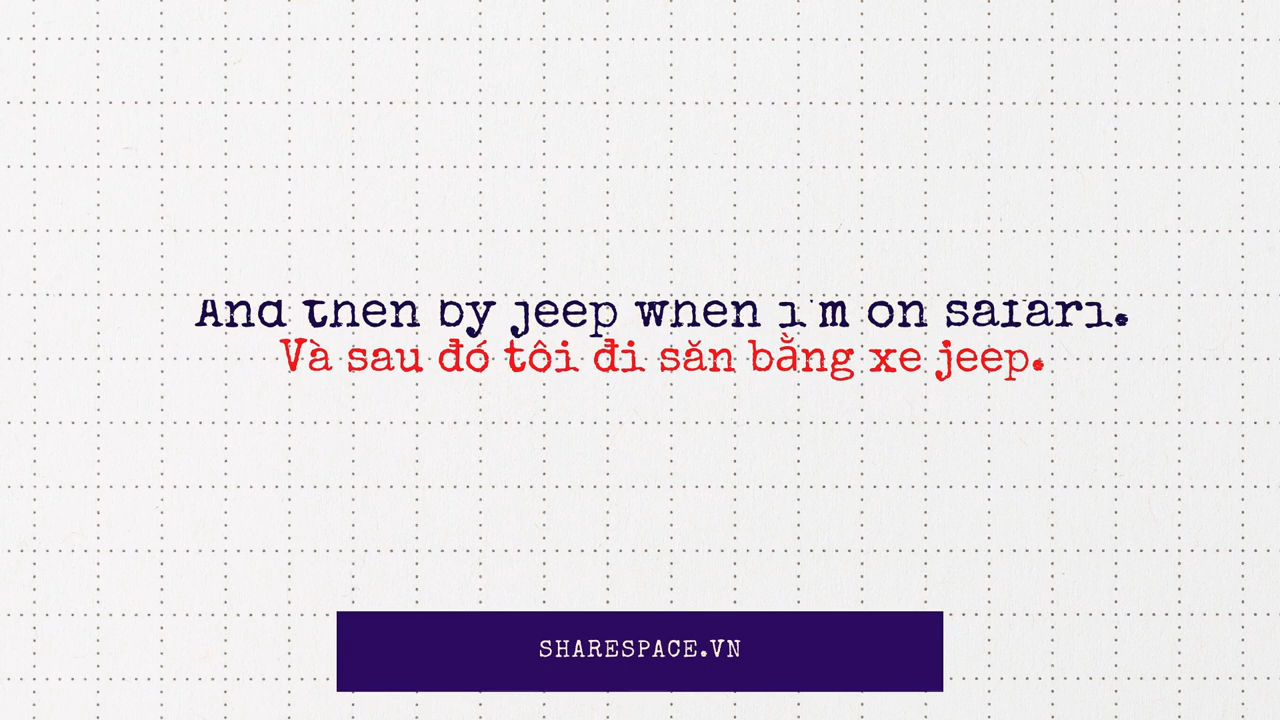 And then by jeep when i'm on safari.
Và sau đó tôi đi săn bằng xe jeep.
SHARESPACE.VN